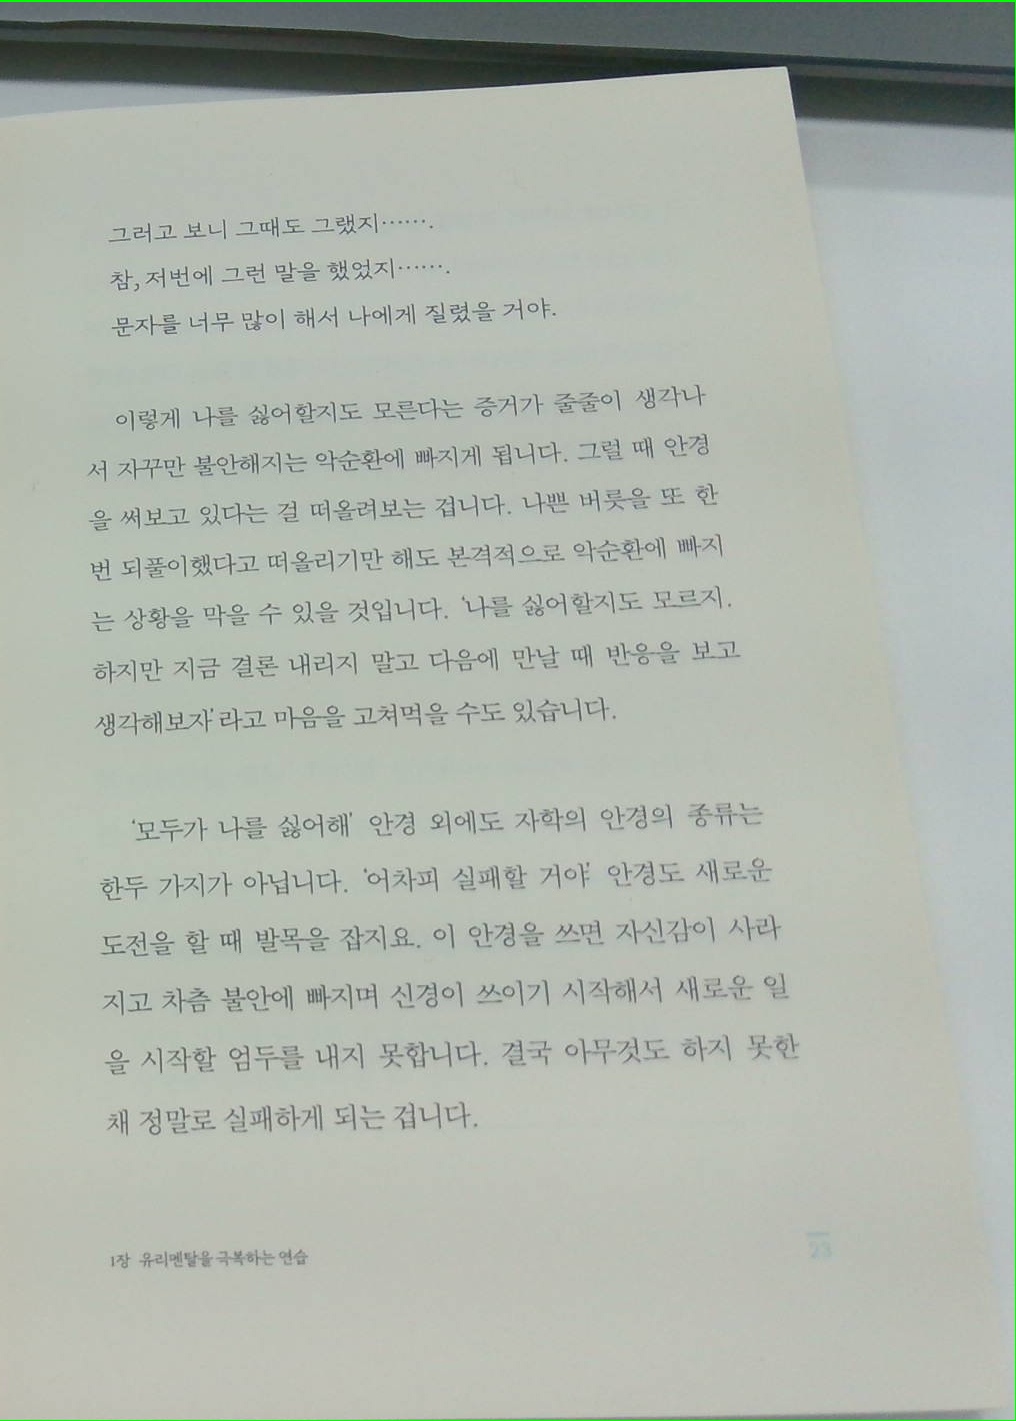 그러고 보니 그때도 그랬지…….
참, 저번에 그런 말을 했었지…….
문자를 너무 많이 해서 나에게 질렸을 거야.
이렇게 나를 싫어할지도 모른다는 증거가 줄줄이 생각나
서 자꾸만 불안해지는 악순환에 빠지게 됩니다. 그럴 때 안경
을 써보고 있다는 걸 떠올려보는 겁니다. 나쁜 버릇을 또 한
번 되풀이했다고 떠올리기만 해도 본격적으로 악순환에 빠지
는 상황을 막을 수 있을 것입니다. ‘나를 싫어할지도 모르지.
하지만 지금 결론 내리지 말고 다음에 만날 때 반응을 보고
생각해보자’라고 마음을 고쳐먹을 수도 있습니다.
‘모두가 나를 싫어해’ 안경 외에도 자학의 안경의 종류는
한두 가지가 아닙니다. ‘어차피 실패할 거야’ 안경도 새로운
도전을 할 때 발목을 잡지요. 이 안경을 쓰면 자신감이 사라
지고 차츰 불안에 빠지며 신경이 쓰이기 시작해서 새로운 일
을 시작할 엄두를 내지 못합니다. 결국 아무것도 하지 못한
채 정말로 실패하게 되는 겁니다.
1장 유리멘탈을 극복하는 연습
23